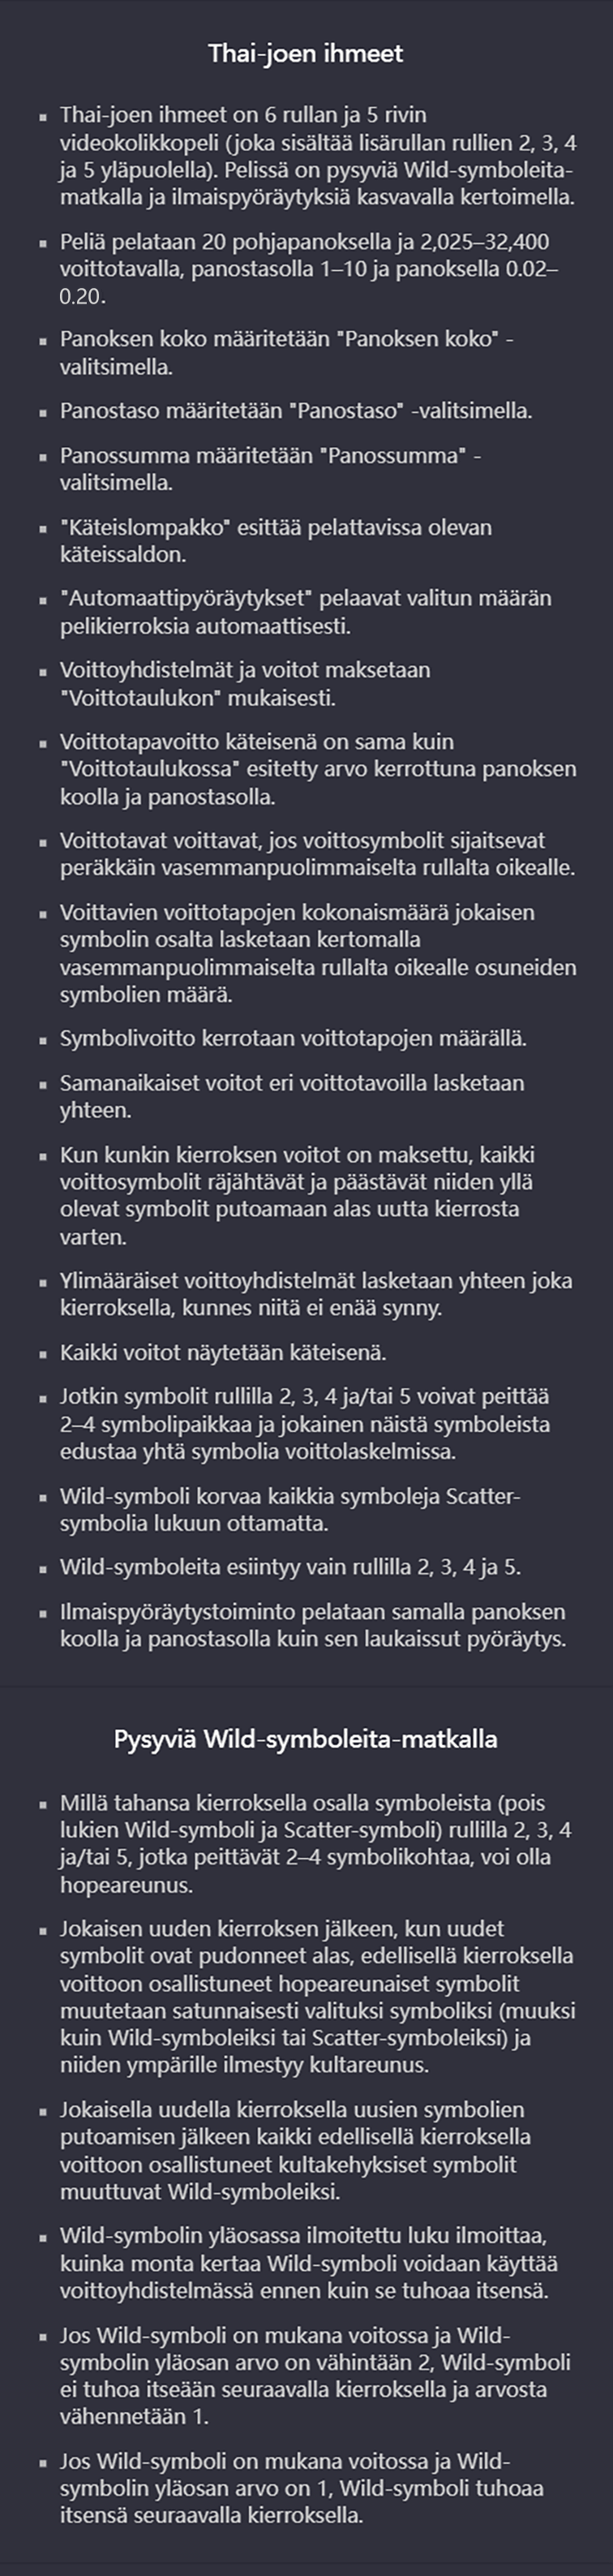 Thai-joen ihmeet
▪ Thai-joen ihmeet on 6 rullan ja 5 rivin
videokolikkopeli (joka sisältää lisärullan rullien 2, 3, 4
ja 5 yläpuolella). Pelissä on pysyviä Wild-symboleita-
matkalla ja ilmaispyöräytyksiä kasvavalla kertoimella.
▪ Peliä pelataan 20 pohjapanoksella ja 2,025–32,400
voittotavalla, panostasolla 1–10 ja panoksella 0.02–
0.20.
▪ Panoksen koko määritetään "Panoksen koko" -
valitsimella.
▪ Panostaso määritetään "Panostaso" -valitsimella.
▪ Panossumma määritetään "Panossumma" -
valitsimella.
▪ "Käteislompakko" esittää pelattavissa olevan
käteissaldon.
▪ "Automaattipyöräytykset" pelaavat valitun määrän
pelikierroksia automaattisesti.
▪ Voittoyhdistelmät ja voitot maksetaan
"Voittotaulukon" mukaisesti.
▪ Voittotapavoitto käteisenä on sama kuin
"Voittotaulukossa" esitetty arvo kerrottuna panoksen
koolla ja panostasolla.
▪ Voittotavat voittavat, jos voittosymbolit sijaitsevat
peräkkäin vasemmanpuolimmaiselta rullalta oikealle.
▪ Voittavien voittotapojen kokonaismäärä jokaisen
symbolin osalta lasketaan kertomalla
vasemmanpuolimmaiselta rullalta oikealle osuneiden
symbolien määrä.
▪ Symbolivoitto kerrotaan voittotapojen määrällä.
▪ Samanaikaiset voitot eri voittotavoilla lasketaan
yhteen.
▪ Kun kunkin kierroksen voitot on maksettu, kaikki
voittosymbolit räjähtävät ja päästävät niiden yllä
olevat symbolit putoamaan alas uutta kierrosta
varten.
▪ Ylimääräiset voittoyhdistelmät lasketaan yhteen joka
kierroksella, kunnes niitä ei enää synny.
▪ Kaikki voitot näytetään käteisenä.
▪ Jotkin symbolit rullilla 2, 3, 4 ja/tai 5 voivat peittää
2–4 symbolipaikkaa ja jokainen näistä symboleista
edustaa yhtä symbolia voittolaskelmissa.
▪ Wild-symboli korvaa kaikkia symboleja Scatter-
symbolia lukuun ottamatta.
▪ Wild-symboleita esiintyy vain rullilla 2, 3, 4 ja 5.
▪ Ilmaispyöräytystoiminto pelataan samalla panoksen
koolla ja panostasolla kuin sen laukaissut pyöräytys.
Pysyviä Wild-symboleita-matkalla
▪ Millä tahansa kierroksella osalla symboleista (pois
lukien Wild-symboli ja Scatter-symboli) rullilla 2, 3, 4
ja/tai 5, jotka peittävät 2–4 symbolikohtaa, voi olla
hopeareunus.
▪ Jokaisen uuden kierroksen jälkeen, kun uudet
symbolit ovat pudonneet alas, edellisellä kierroksella
voittoon osallistuneet hopeareunaiset symbolit
muutetaan satunnaisesti valituksi symboliksi (muuksi
kuin Wild-symboleiksi tai Scatter-symboleiksi) ja
niiden ympärille ilmestyy kultareunus.
▪ Jokaisella uudella kierroksella uusien symbolien
putoamisen jälkeen kaikki edellisellä kierroksella
voittoon osallistuneet kultakehyksiset symbolit
muuttuvat Wild-symboleiksi.
▪ Wild-symbolin yläosassa ilmoitettu luku ilmoittaa,
kuinka monta kertaa Wild-symboli voidaan käyttää
voittoyhdistelmässä ennen kuin se tuhoaa itsensä.
▪ Jos Wild-symboli on mukana voitossa ja Wild-
symbolin yläosan arvo on vähintään 2, Wild-symboli
ei tuhoa itseään seuraavalla kierroksella ja arvosta
vähennetään 1.
▪ Jos Wild-symboli on mukana voitossa ja Wild-
symbolin yläosan arvo on 1, Wild-symboli tuhoaa
itsensä seuraavalla kierroksella.